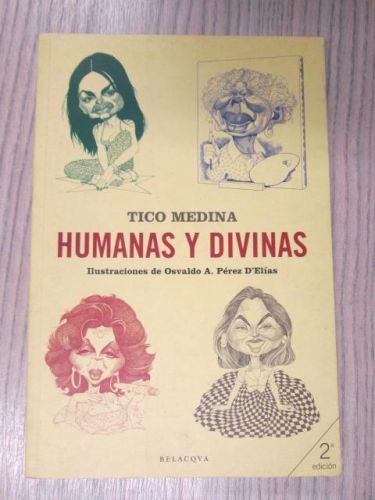 TICO MEDINA
HUMANAS Y DIVINAS
Ilustraciones de Osvaldo A. Pérez D'Elías
BELACQVA
2ª
edición